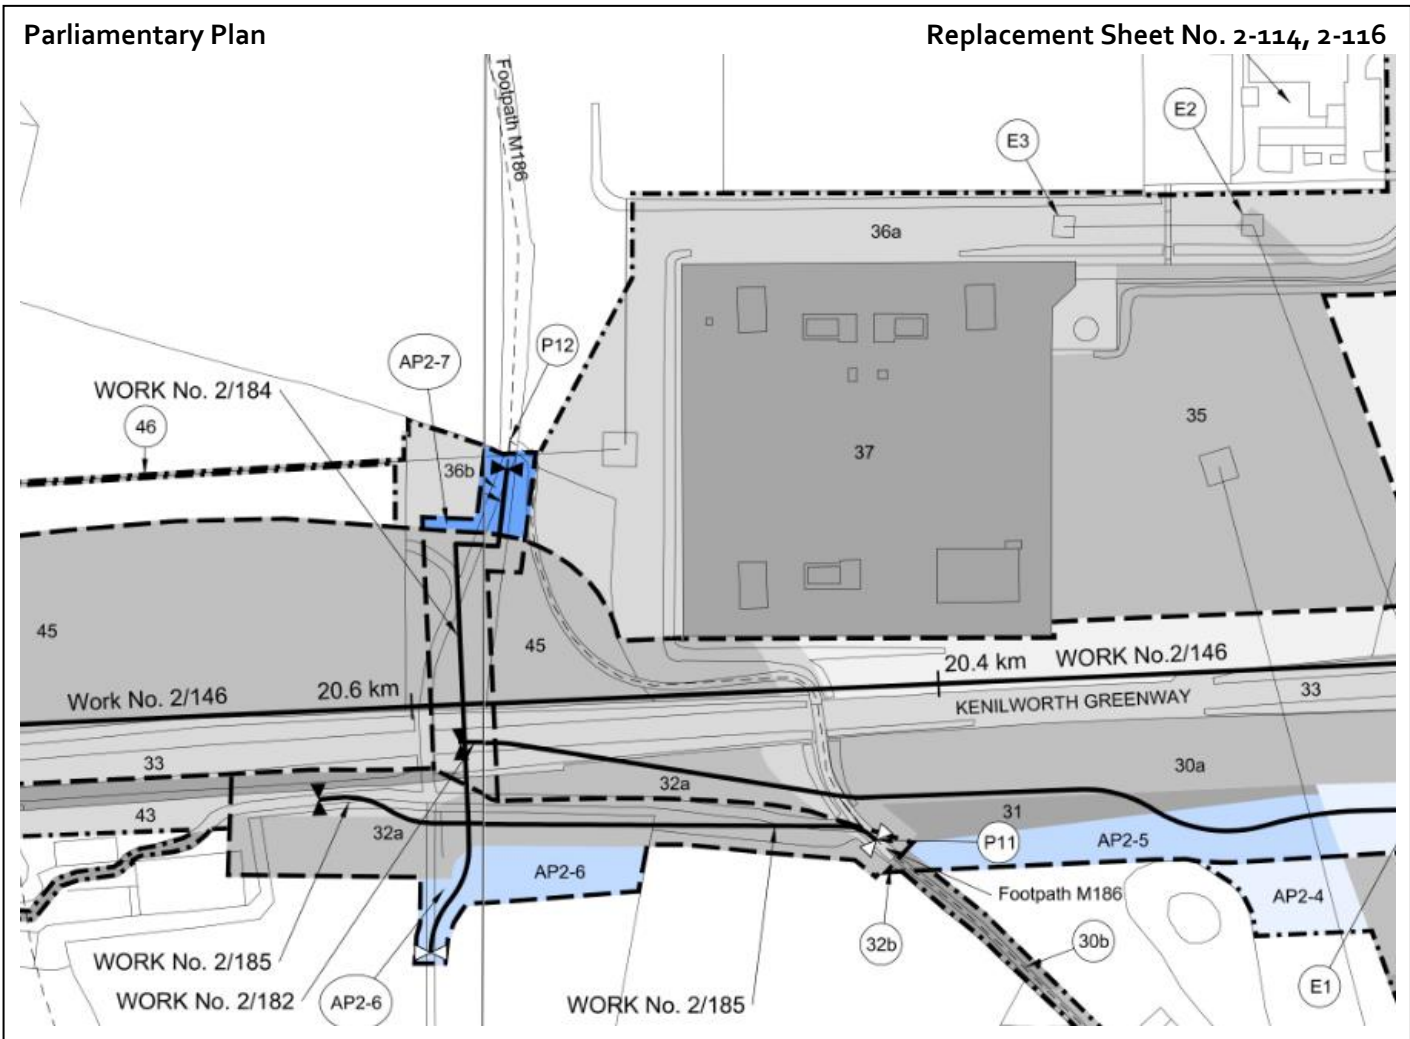 Parliamentary Plan
Replacement Sheet No. 2-114, 2-116
Footpath M186
E3
E2
36a
P12
AP2-7
WORK No. 2/184
46
35
37
36b
45
45
Work No. 2/146
20.6 km
20.4 km
WORK No.2/146
KENILWORTH GREENWAY
33
33
30a
32a
43
31
32a
P11
AP2-5
AP2-6
Footpath M186
AP2-4
32b
30b
WORK No. 2/185
WORK No. 2/182
AP2-6
WORK No. 2/185
E1